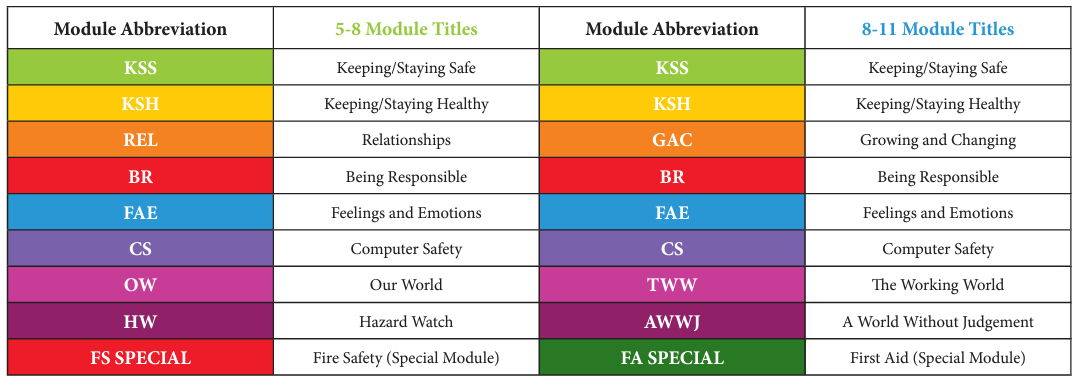 Module Abbreviation 5-8 Module Titles Module Abbreviation 8-11 Module Titles
KSS Keeping/Staying Safe KSS Keeping/Staying Safe
KSH Keeping/Staying Healthy KSH Keeping/Staying Healthy
REL Relationships GAC Growing and Changing
BR Being Responsible BR Being Responsible
FAE Feelings and Emotions FAE Feelings and Emotions
CS Computer Safety CS Computer Safety
OW Our World TWW The Working World
HW Hazard Watch AWWJ A World Without Judgement
FS SPECIAL Fire Safety (Special Module) FA SPECIAL First Aid (Special Module)